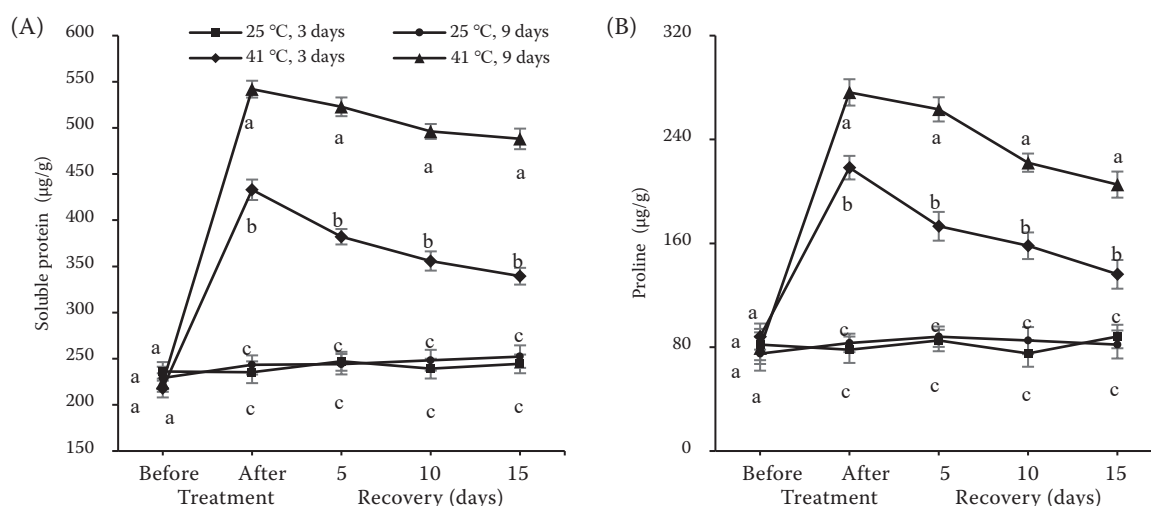 (A)
600
550
500
450
400
350
300
250
200
150
Soluble protein (µg/g)
25 °C, 3 days
25 °C, 9 days
41 °C, 3 days
41 °C, 9 days
a
a
a
a
b
b
b
b
a
a
a
a
c
c
c
c
c
c
c
c
Before
After
5
10
15
Treatment
Recovery (days)
(B)
320
240
160
80
0
Proline (µg/g)
a
a
a
a
b
b
b
b
a
a
a
a
c
c
c
c
c
c
c
c
Before
After
5
10
15
Treatment
Recovery (days)